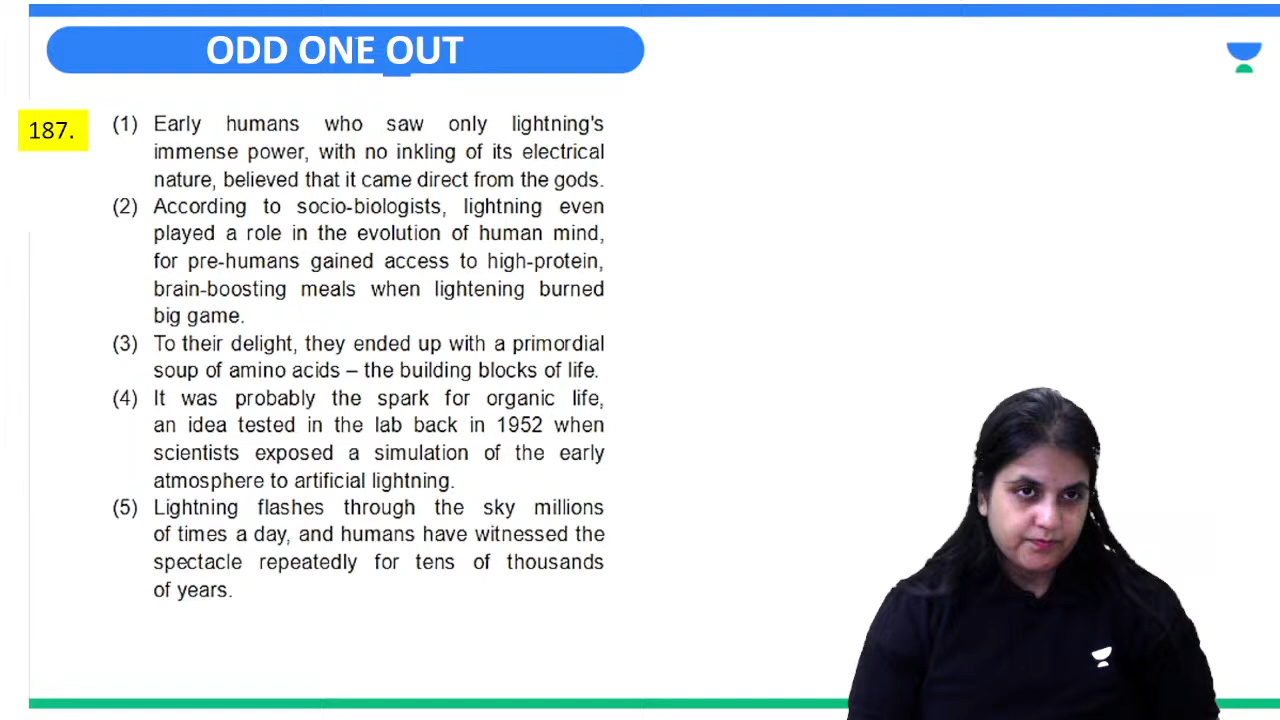 ODD ONE OUT
187.
(1) Early humans who saw only lightning's
immense power, with no inkling of its electrical
nature, believed that it came direct from the gods.
(2) According to socio-biologists, lightning even
played a role in the evolution of human mind,
for pre-humans gained access to high-protein,
brain-boosting meals when lightening burned
big game.
(3) To their delight, they ended up with a primordial
soup of amino acids – the building blocks of life.
(4) It was probably the spark for organic life,
an idea tested in the lab back in 1952 when
scientists exposed a simulation of the early
atmosphere to artificial lightning.
(5) Lightning flashes through the sky millions
of times a day, and humans have witnessed the
spectacle repeatedly for tens of thousands
of years.